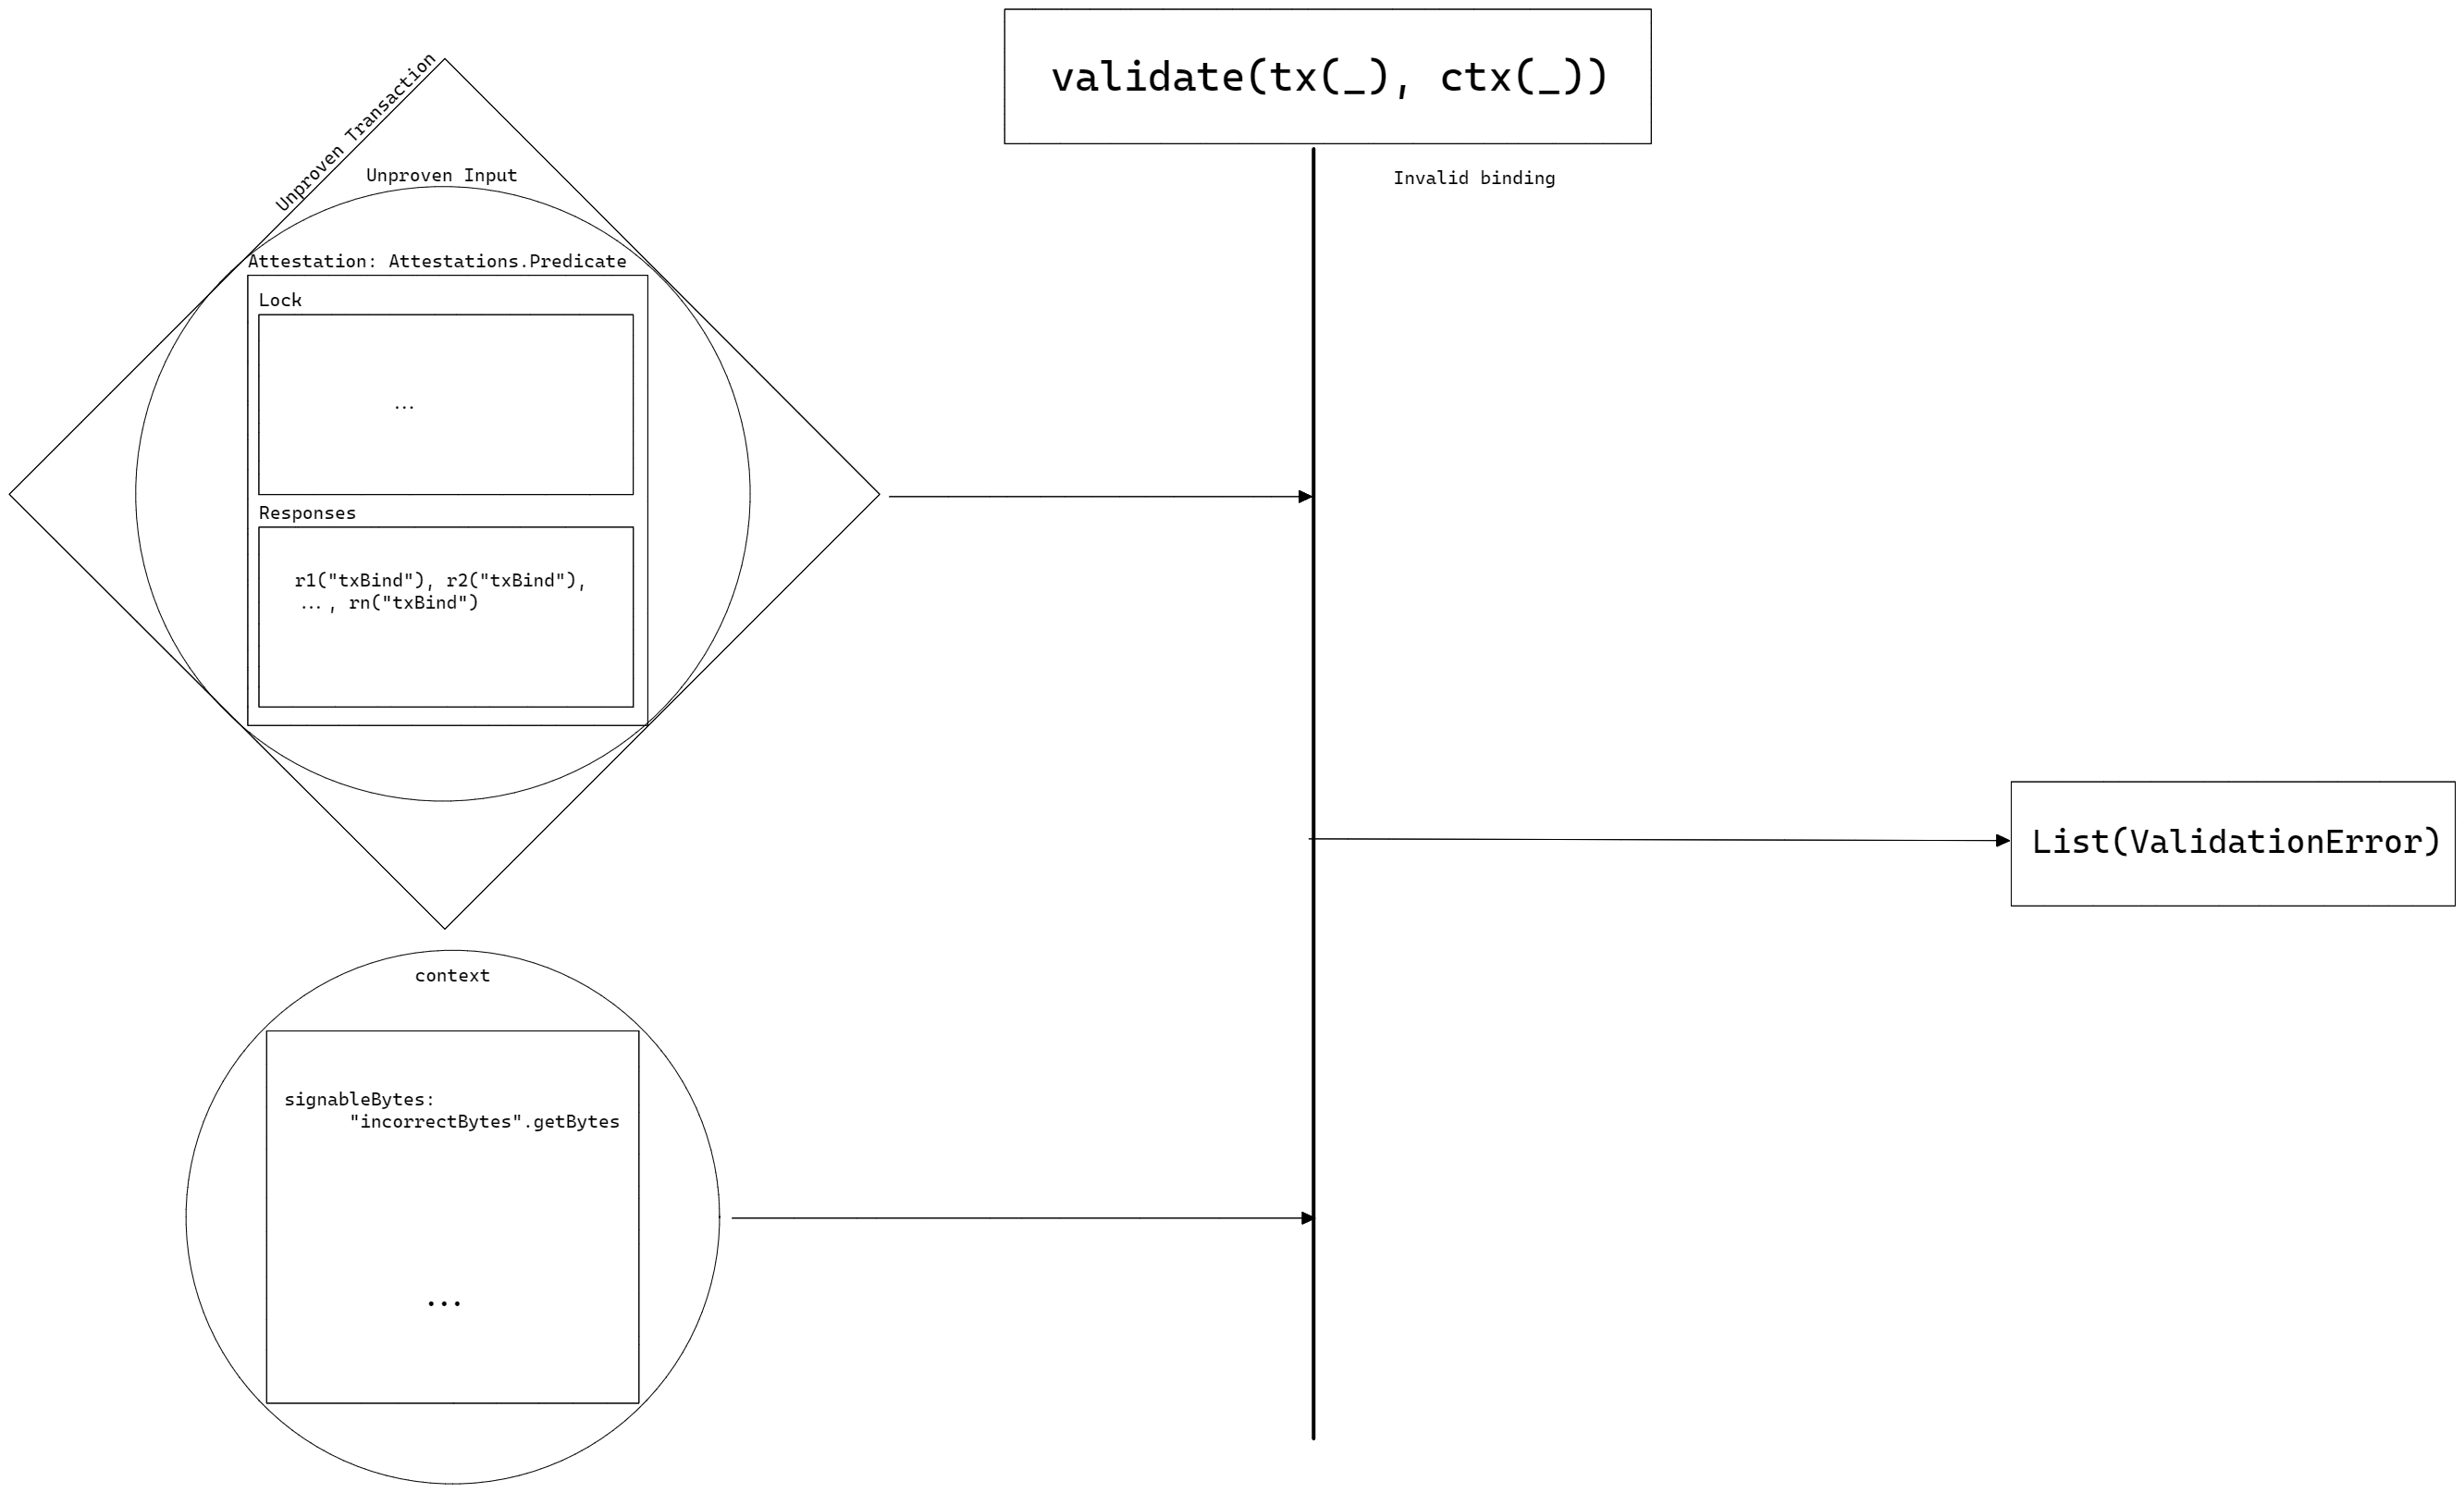 validate(tx(_), ctx(_))
Invalid binding
Unproven Transaction
Unproven Input
Attestation: Attestations.Predicate
Lock
...
Responses
r1("txBind"), r2("txBind"),
..., rn("txBind")
List(ValidationError)
context
signableBytes:
"incorrectBytes".getBytes
...